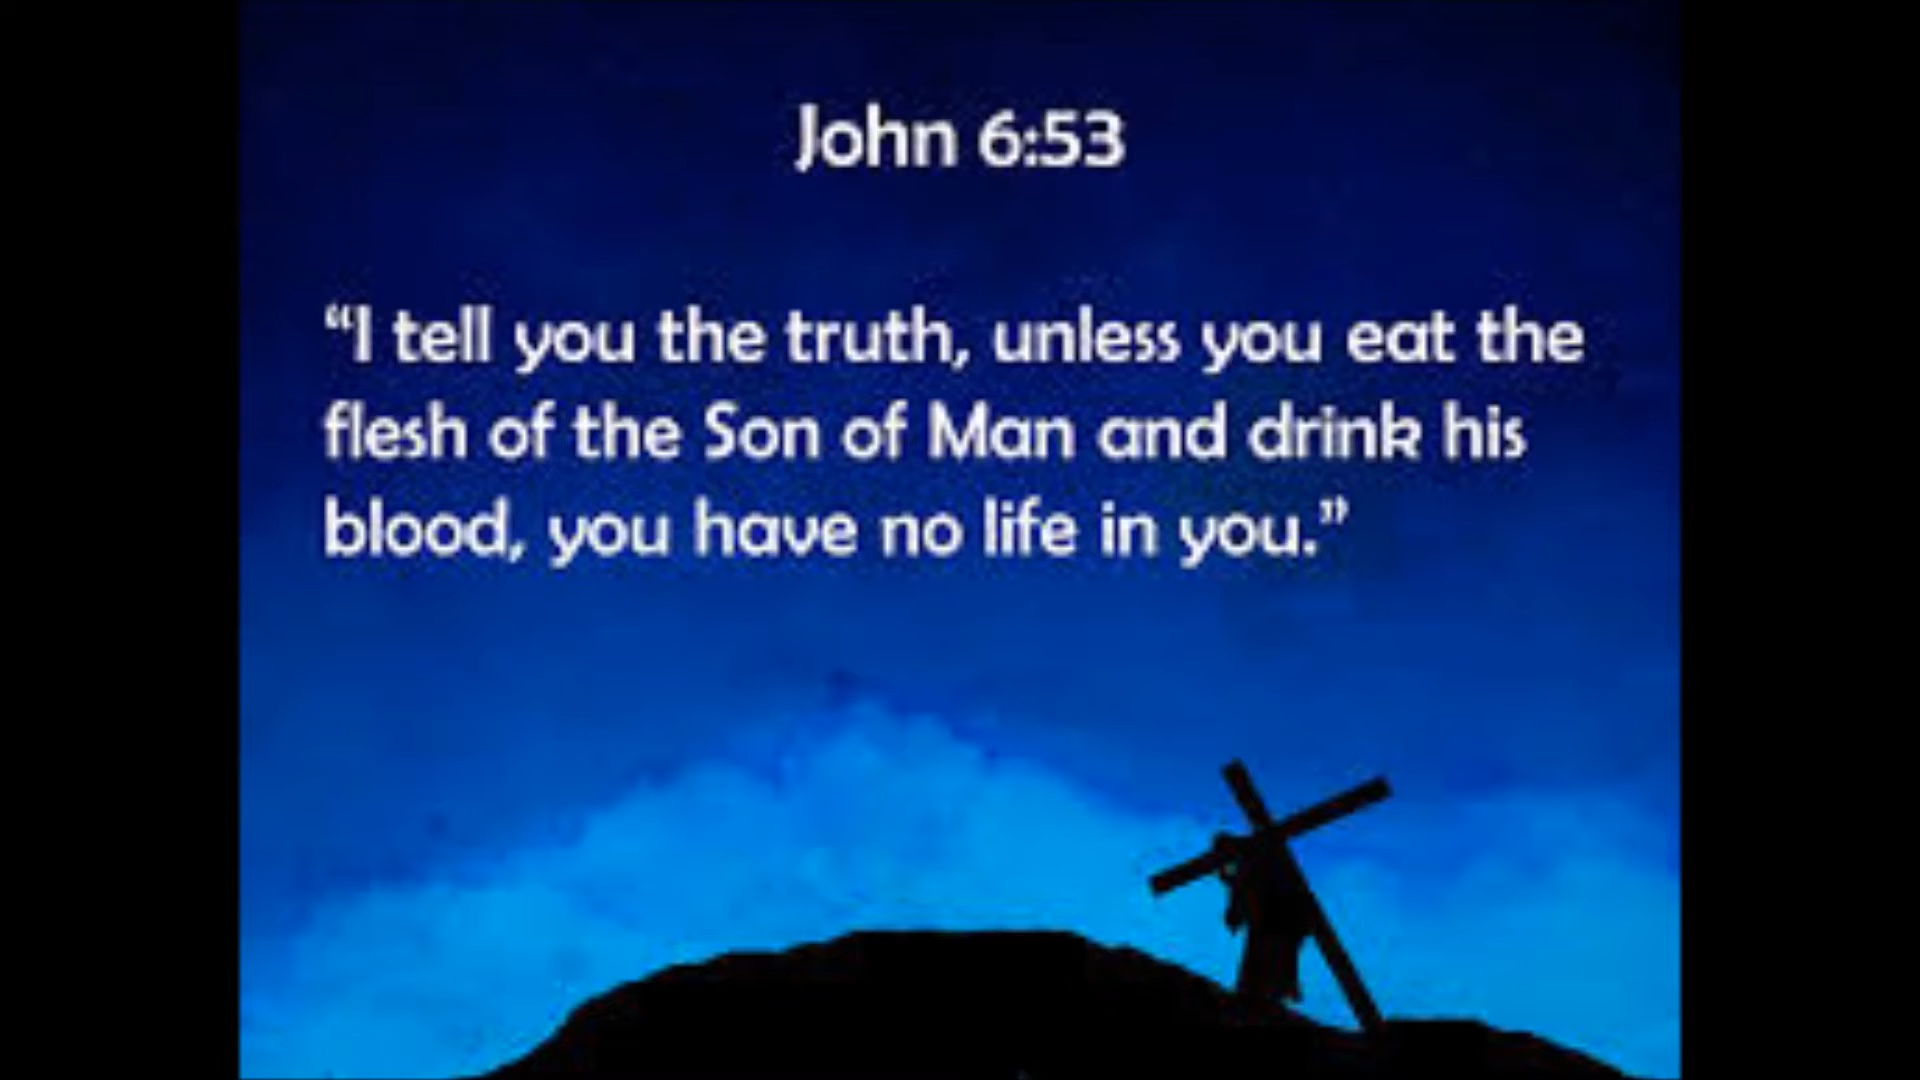 John 6:53
“I tell you the truth, unless you eat the
flesh of the Son of Man and drink his
blood, you have no life in you.”